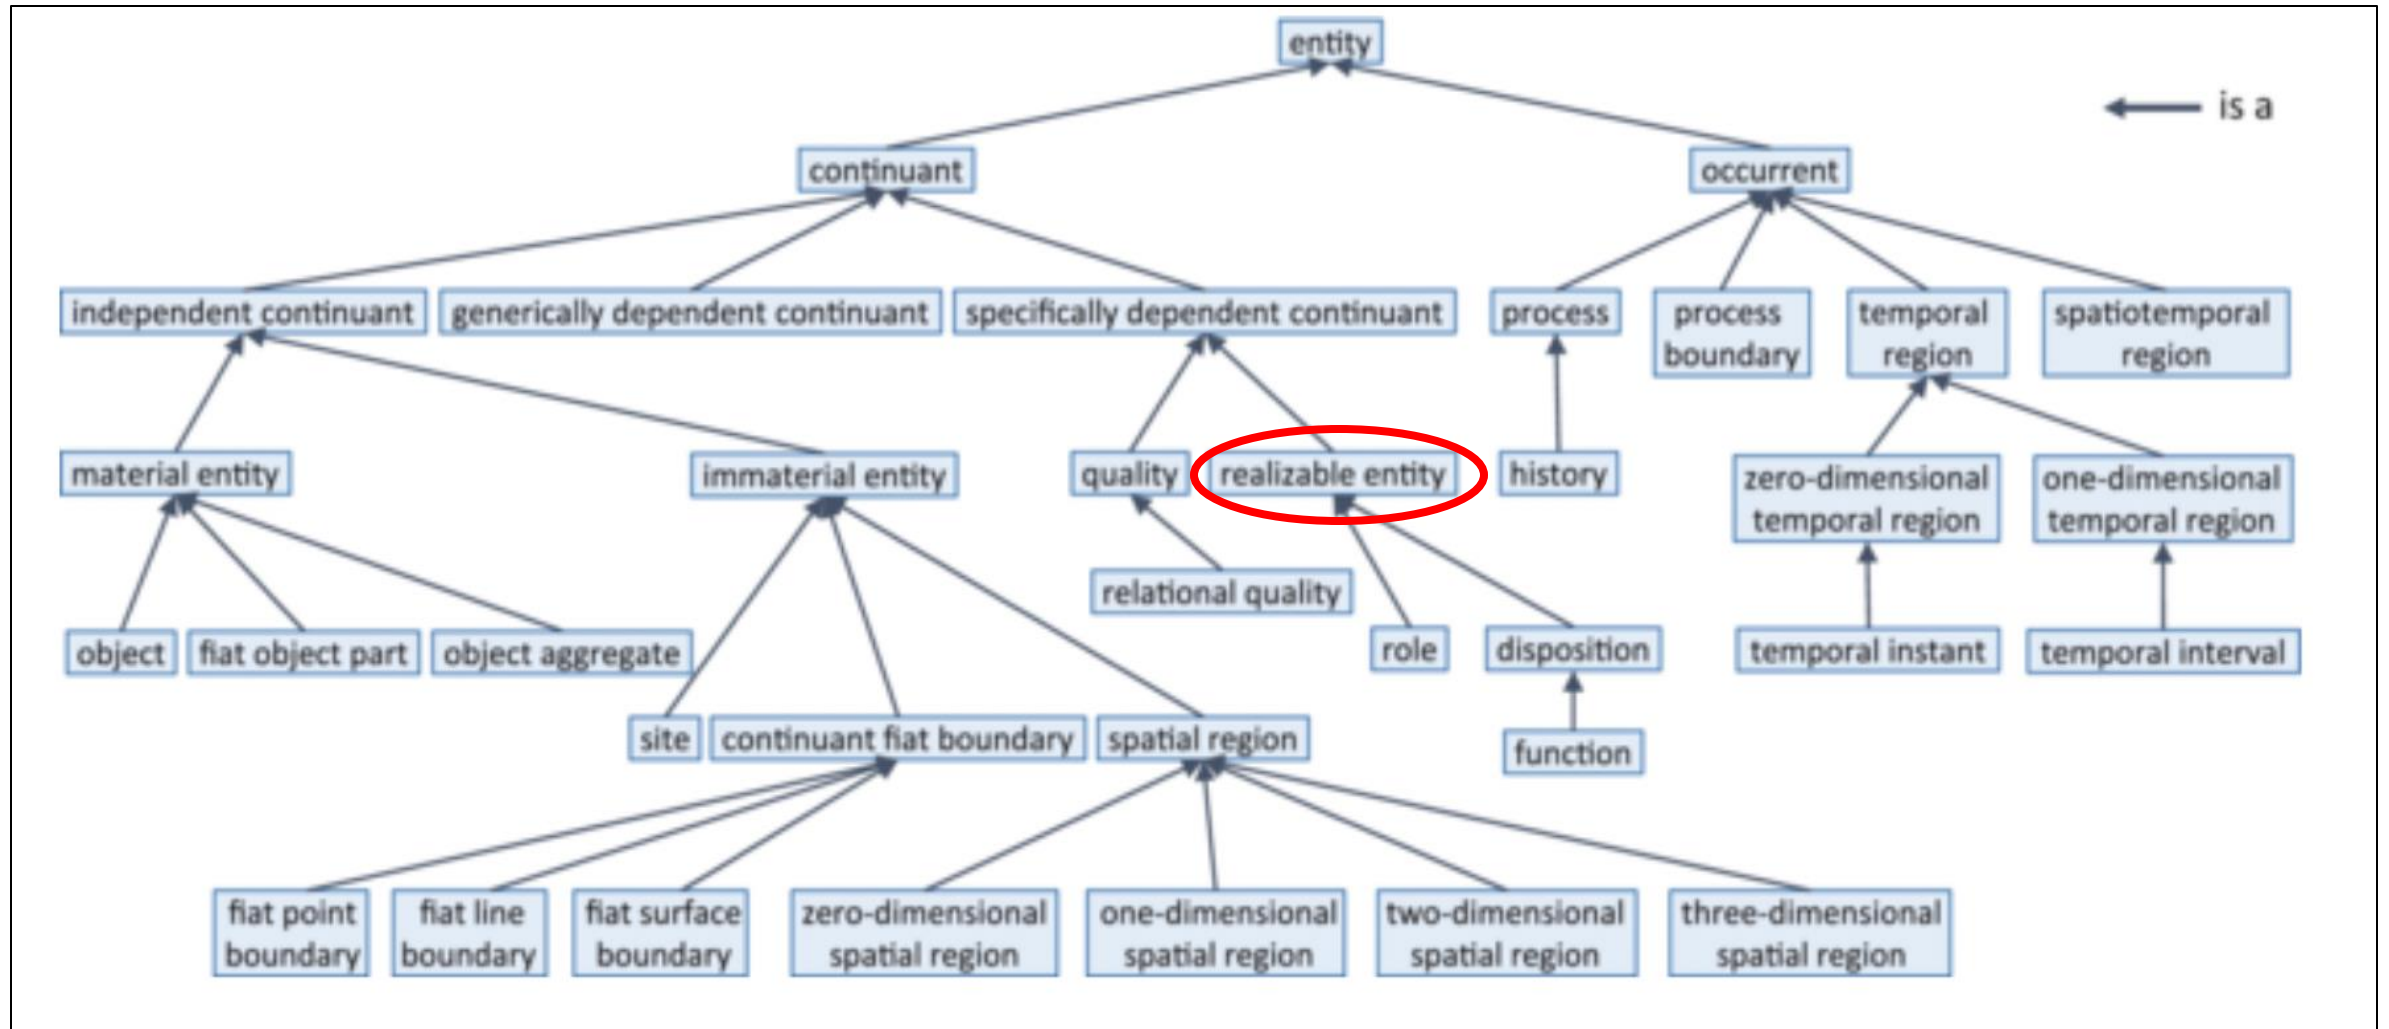 entity
is a
continuant
occurrent
independent continuant
generically dependent continuant
specifically dependent continuant
process
process
boundary
temporal
region
spatiotemporal
region
material entity
immaterial entity
quality
realizable entity
history
zero-dimensional
temporal region
one-dimensional
temporal region
relational quality
object
fiat object part
object aggregate
role
disposition
temporal instant
temporal interval
site
continuant fiat boundary
spatial region
function
fiat point
boundary
fiat line
boundary
fiat surface
boundary
zero-dimensional
spatial region
one-dimensional
spatial region
two-dimensional
spatial region
three-dimensional
spatial region